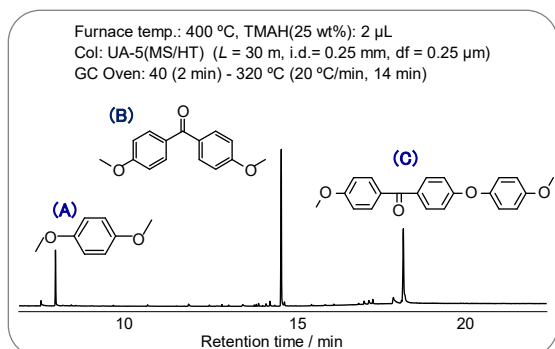 Furnace temp.: 400 ºC, TMAH(25 wt%): 2 µL
Col: UA-5(MS/HT)  (L = 30 m, i.d.= 0.25 mm, df = 0.25 µm)
GC Oven: 40 (2 min) - 320 ºC (20 ºC/min, 14 min)
(B)
O
O
O
(C)
O
O
O
O
(A)
O
O
10
15
20
Retention time / min